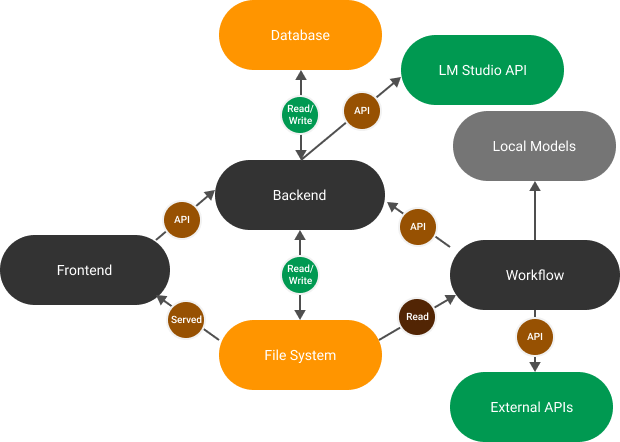 Database
LM Studio API
Read/
Write
API
Local Models
Backend
API
API
Frontend
Read/
Write
Workflow
Served
Read
API
File System
External APIs